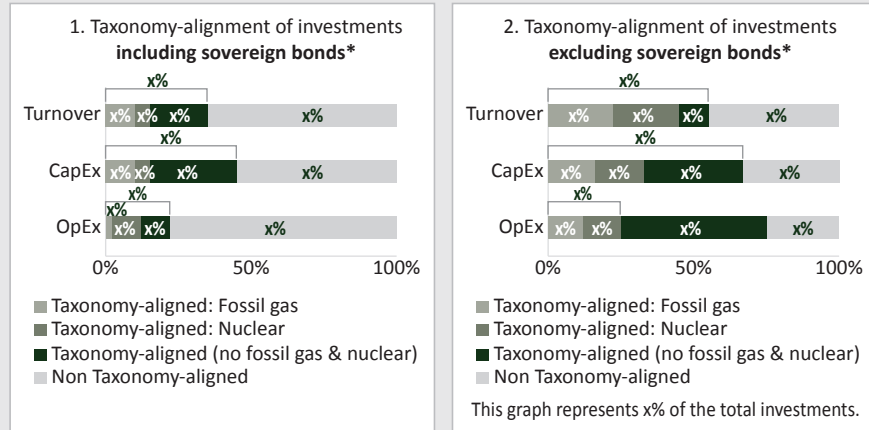 1. Taxonomy-alignment of investments
including sovereign bonds*
x%
Turnover x% x% x% x%
x%
CapEx x% x% x% x%
x%
x%
OpEx x% x% x%
0% 50% 100%
Taxonomy-aligned: Fossil gas
Taxonomy-aligned: Nuclear
Taxonomy-aligned (no fossil gas & nuclear)
Non Taxonomy-aligned
2. Taxonomy-alignment of investments
excluding sovereign bonds*
x%
Turnover x% x% x% x%
x%
CapEx x% x% x% x%
x%
OpEx x% x% x% x%
0% 50% 100%
Taxonomy-aligned: Fossil gas
Taxonomy-aligned: Nuclear
Taxonomy-aligned (no fossil gas & nuclear)
Non Taxonomy-aligned
This graph represents x% of the total investments.